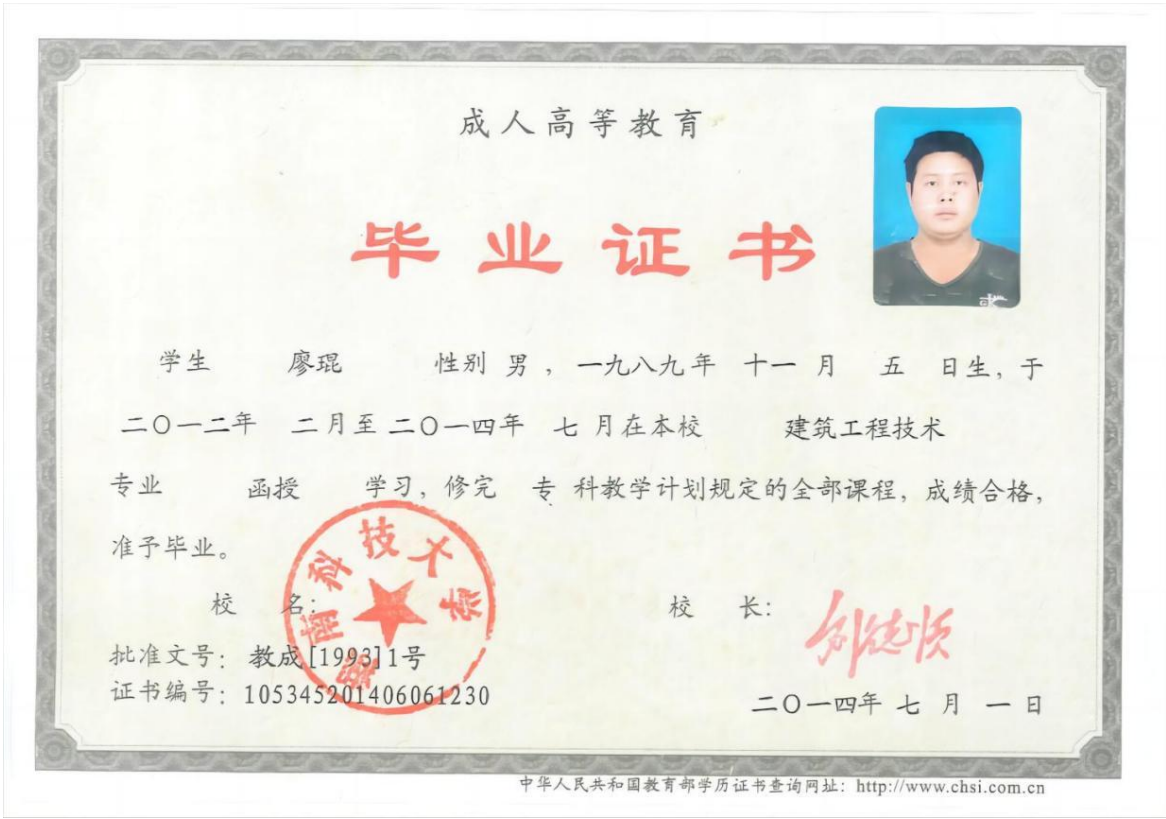 成人高等教育
毕业证书
学生 廖琨 性别 男，一九八九年 十一 月 五 日生，于
二〇一二年 二月至二〇一四年 七 月在本校 建筑工程技术
专业 函授 学习，修完 专 科教学计划规定的全部课程，成绩合格，
准予毕业。
湖南科技大学
校 名： 校 长：
批准文号：教成[1993]1号
证书编号：105345201406061230
二〇一四年 七 月 一 日
中华人民共和国教育部学历证书查询网址：http://www.chsi.com.cn